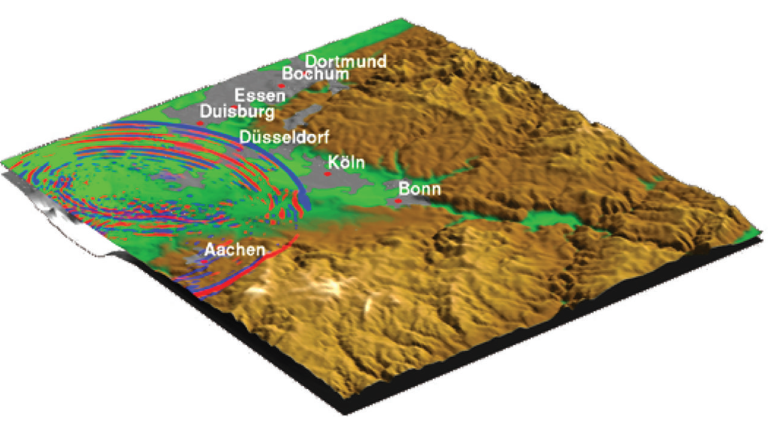 Dortmund
Bochum
Essen
Duisburg
Düsseldorf
Köln
Bonn
Aachen